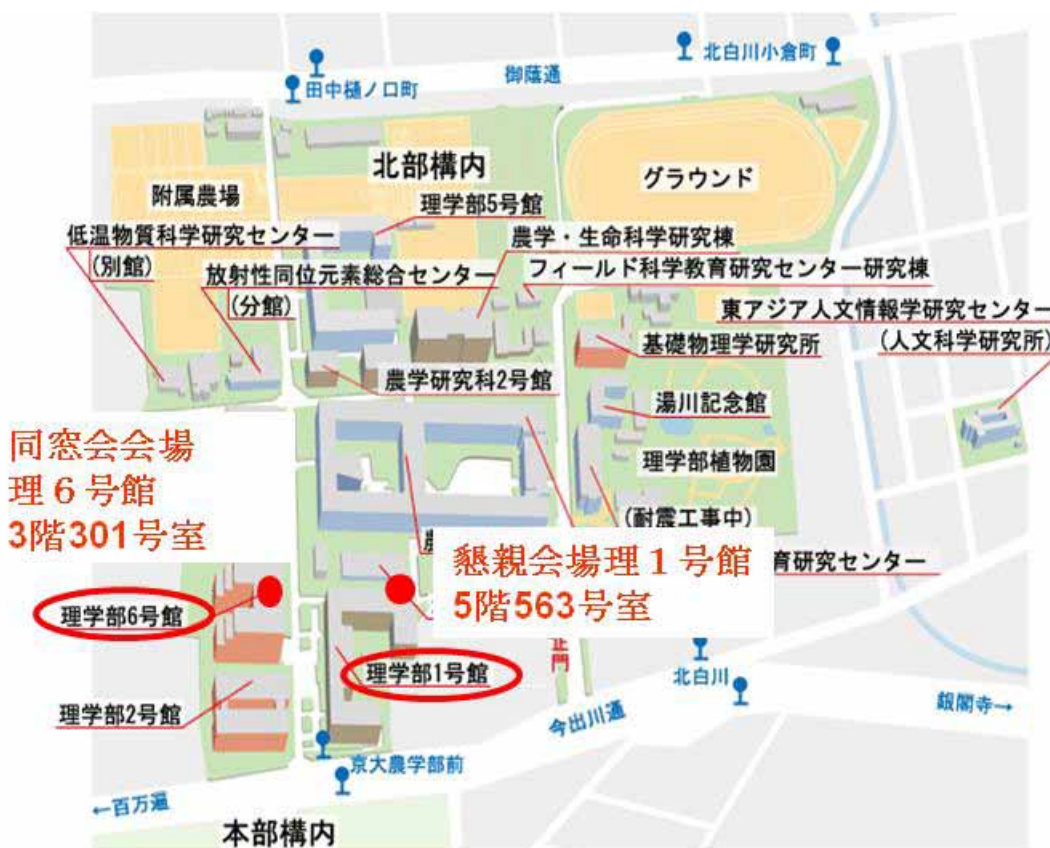 北白川小倉町
御蔭通
田中樋ノ口町
北部構内
グラウンド
附属農場
理学部5号館
低温物質科学研究センター
(別館)
農学・生命科学研究棟
放射性同位元素総合センター
(分館)
フィールド科学教育研究センター研究棟
東アジア人文情報学研究センター
(人文科学研究所)
基礎物理学研究所
農学研究科2号館
湯川記念館
同窓会会場
理6号館
3階301号室
理学部植物園
(耐震工事中)
懇親会場理1号館
5階563号室
育研究センター
理学部6号館
正門
理学部1号館
北白川
理学部2号館
今出川通
銀閣寺→
京大農学部前
←百万遍
本部構内